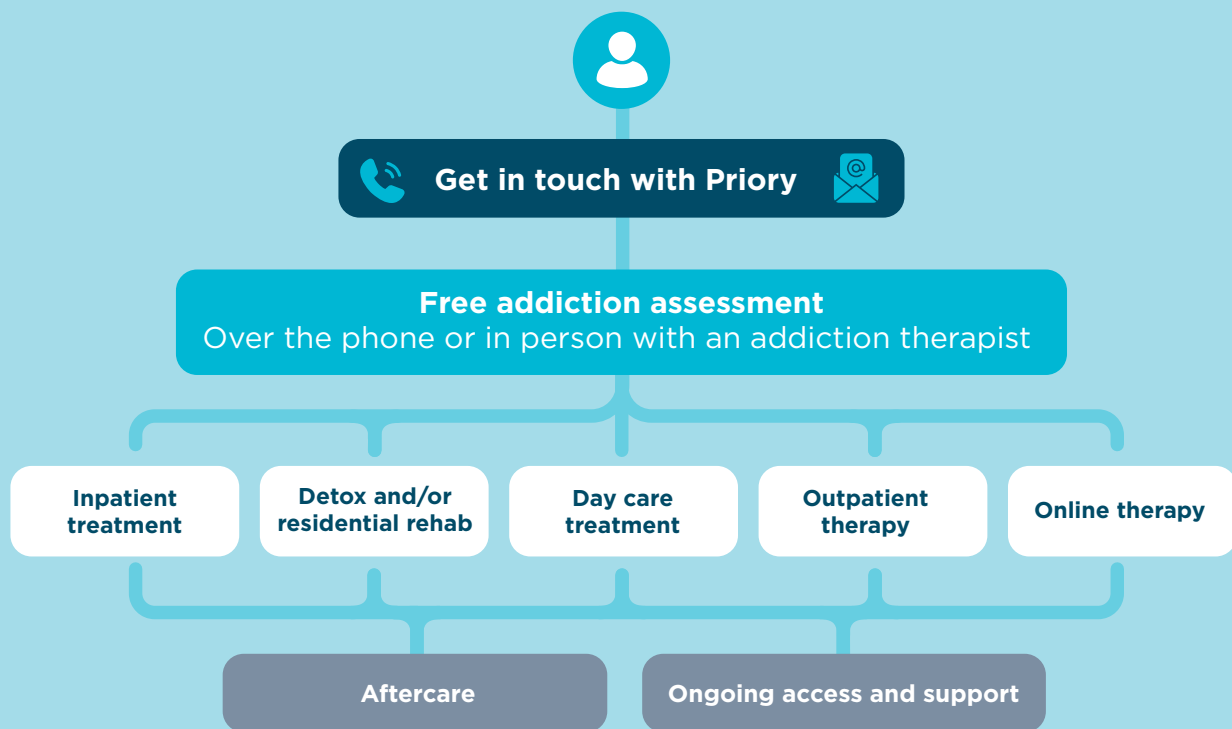 @
Get in touch with Priory
Free addiction assessment
Over the phone or in person with an addiction therapist
Inpatient
treatment
Detox and/or
residential rehab
Day care
treatment
Outpatient
therapy
Online therapy
Aftercare
Ongoing access and support